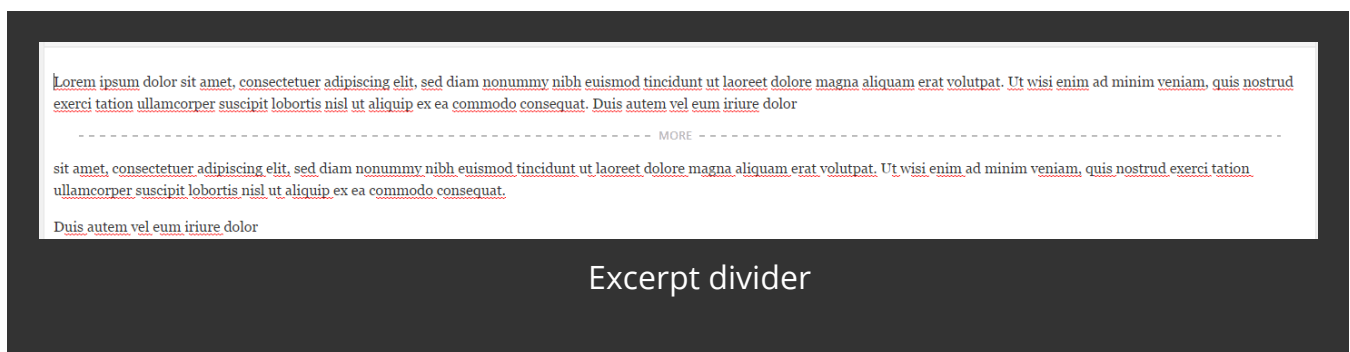 Lorem ipsum dolor sit amet, consectetuer adipiscing elit, sed diam nonummy nibh euismod tincidunt ut laoreet dolore magna aliquam erat volutpat. Ut wisi enim ad minim veniam, quis nostrud
exerci tation ullamcorper suscipit lobortis nisl ut aliquip ex ea commodo consequat. Duis autem vel eum iriure dolor
MORE
sit amet, consectetuer adipiscing elit, sed diam nonummy nibh euismod tincidunt ut laoreet dolore magna aliquam erat volutpat. Ut wisi enim ad minim veniam, quis nostrud exerci tation
ullamcorper suscipit lobortis nisl ut aliquip ex ea commodo consequat.
Duis autem vel eum iriure dolor
Excerpt divider